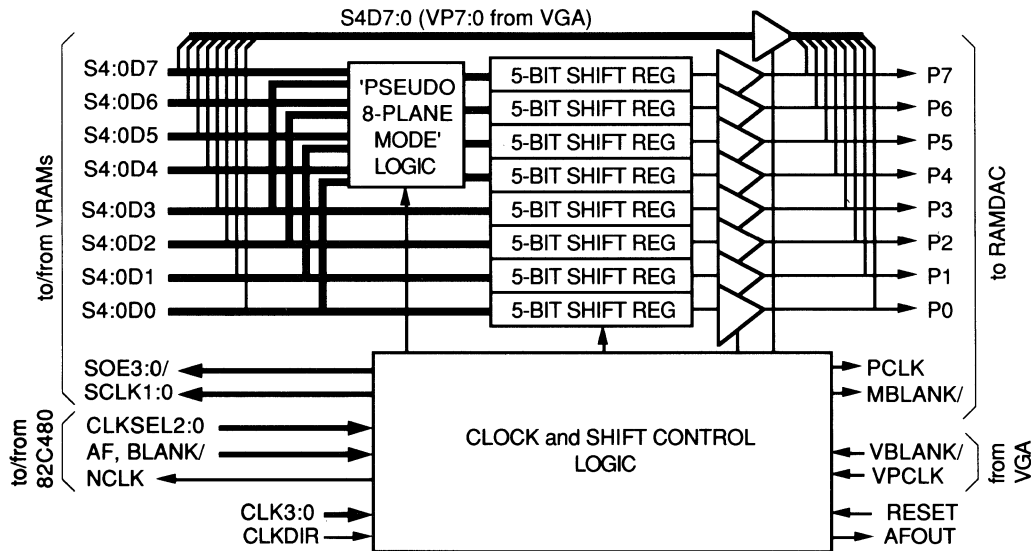 S4D7:0 (VP7:0 from VGA)
to/from VRAMs
S4:0D7
S4:0D6
S4:0D5
S4:0D4
S4:0D3
S4:0D2
S4:0D1
S4:0D0
'PSEUDO
8-PLANE
MODE'
LOGIC
5-BIT SHIFT REG
5-BIT SHIFT REG
5-BIT SHIFT REG
5-BIT SHIFT REG
5-BIT SHIFT REG
5-BIT SHIFT REG
5-BIT SHIFT REG
5-BIT SHIFT REG
P7
P6
P5
P4
P3
P2
P1
P0
to RAMDAC
SOE3:0/
SCLK1:0
PCLK
MBLANK/
to/from
82C480
CLKSEL2:0
AF, BLANK/
NCLK
CLOCK and SHIFT CONTROL
LOGIC
VBLANK/
VPCLK
from
VGA
CLK3:0
CLKDIR
RESET
AFOUT